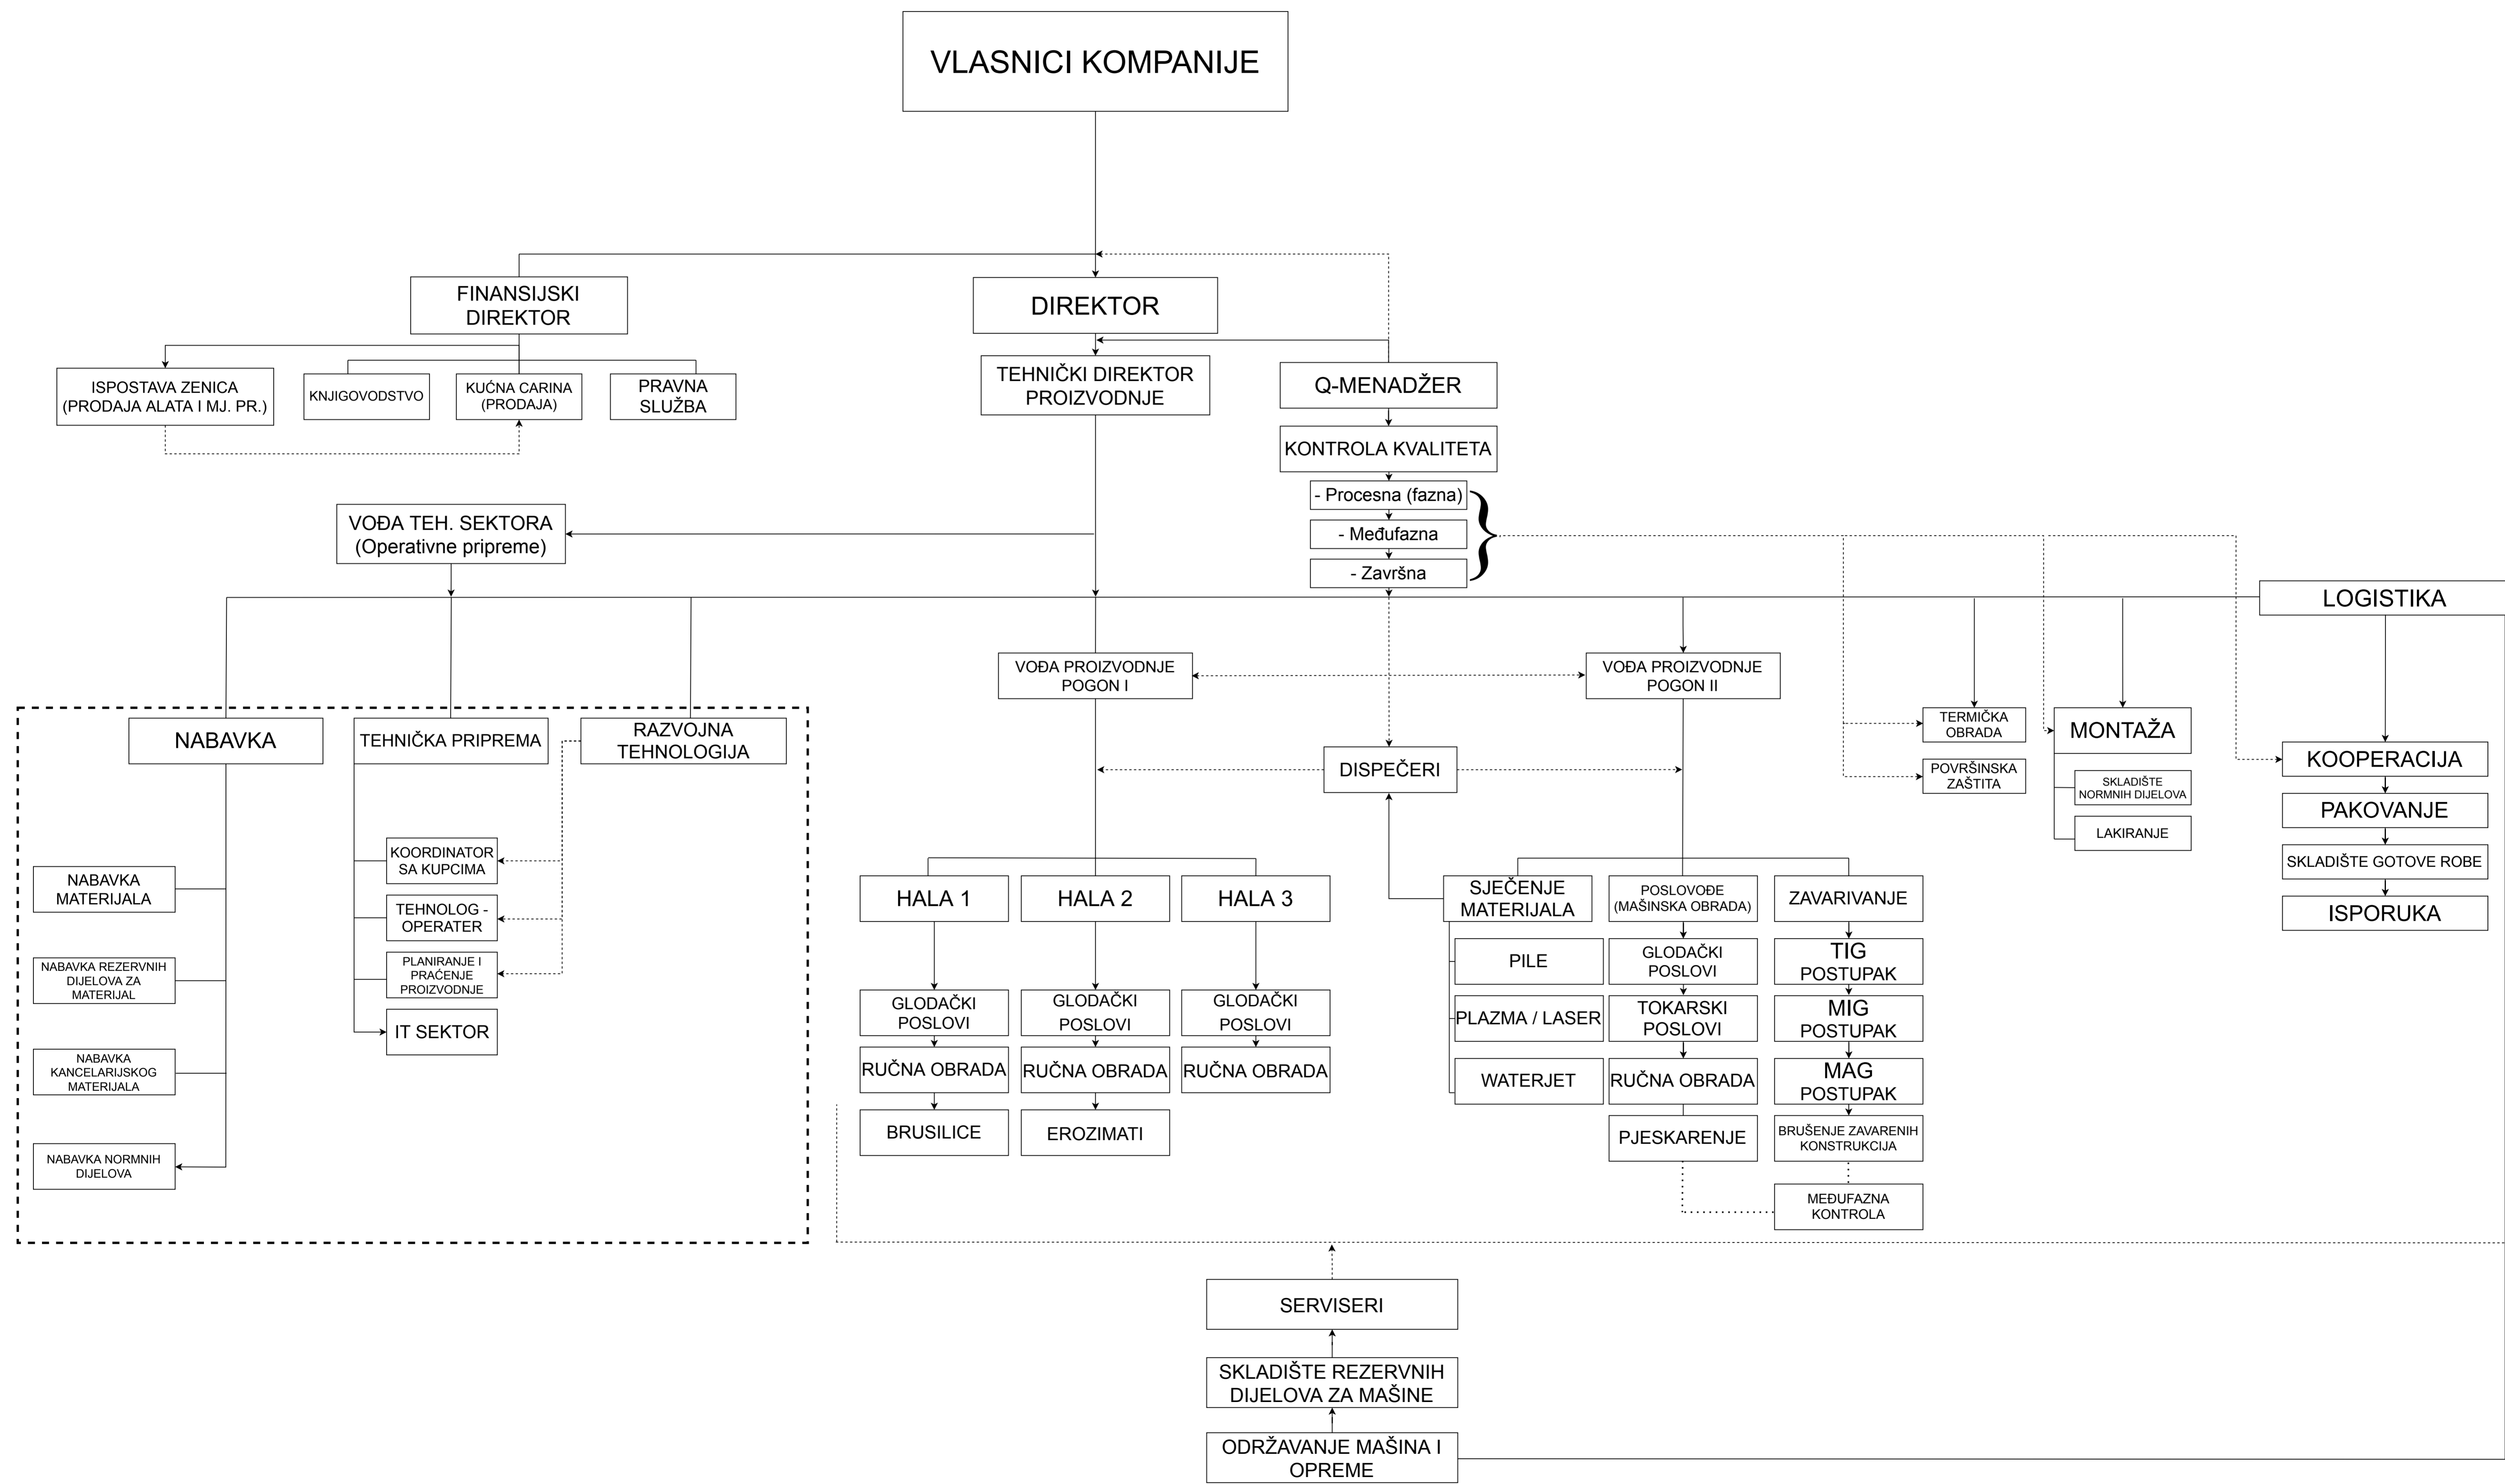 VLASNICI KOMPANIJE
FINANSIJSKI
DIREKTOR
DIREKTOR
ISPOSTAVA ZENICA
(PRODAJA ALATA I MJ. PR.)
KNJIGOVODSTVO
KUĆNA CARINA
(PRODAJA)
PRAVNA
SLUŽBA
TEHNIČKI DIREKTOR
PROIZVODNJE
Q-MENADŽER
KONTROLA KVALITETA
- Procesna (fazna)
- Međufazna
- Završna
}
VOĐA TEH. SEKTORA
(Operativne pripreme)
LOGISTIKA
VOĐA PROIZVODNJE
POGON I
VOĐA PROIZVODNJE
POGON II
NABAVKA
TEHNIČKA PRIPREMA
RAZVOJNA
TEHNOLOGIJA
DISPEČERI
TERMIČKA
OBRADA
POVRŠINSKA
ZAŠTITA
MONTAŽA
SKLADIŠTE
NORMNIH DIJELOVA
LAKIRANJE
KOOPERACIJA
PAKOVANJE
SKLADIŠTE GOTOVE ROBE
ISPORUKA
NABAVKA
MATERIJALA
NABAVKA REZERVNIH
DIJELOVA ZA
MATERIJAL
NABAVKA
KANCELARIJSKOG
MATERIJALA
NABAVKA NORMNIH
DIJELOVA
KOORDINATOR
SA KUPCIMA
TEHNOLOG -
OPERATER
PLANIRANJE I
PRAĆENJE
PROIZVODNJE
IT SEKTOR
HALA 1
GLODAČKI
POSLOVI
RUČNA OBRADA
BRUSILICE
HALA 2
GLODAČKI
POSLOVI
RUČNA OBRADA
EROZIMATI
HALA 3
GLODAČKI
POSLOVI
RUČNA OBRADA
SJEČENJE
MATERIJALA
PILE
PLAZMA / LASER
WATERJET
POSLOVOĐE
(MAŠINSKA OBRADA)
GLODAČKI
POSLOVI
TOKARSKI
POSLOVI
RUČNA OBRADA
PJESKARENJE
ZAVARIVANJE
TIG
POSTUPAK
MIG
POSTUPAK
MAG
POSTUPAK
BRUŠENJE ZAVARENIH
KONSTRUKCIJA
MEĐUFAZNA
KONTROLA
SERVISERI
SKLADIŠTE REZERVNIH
DIJELOVA ZA MAŠINE
ODRŽAVANJE MAŠINA I
OPREME